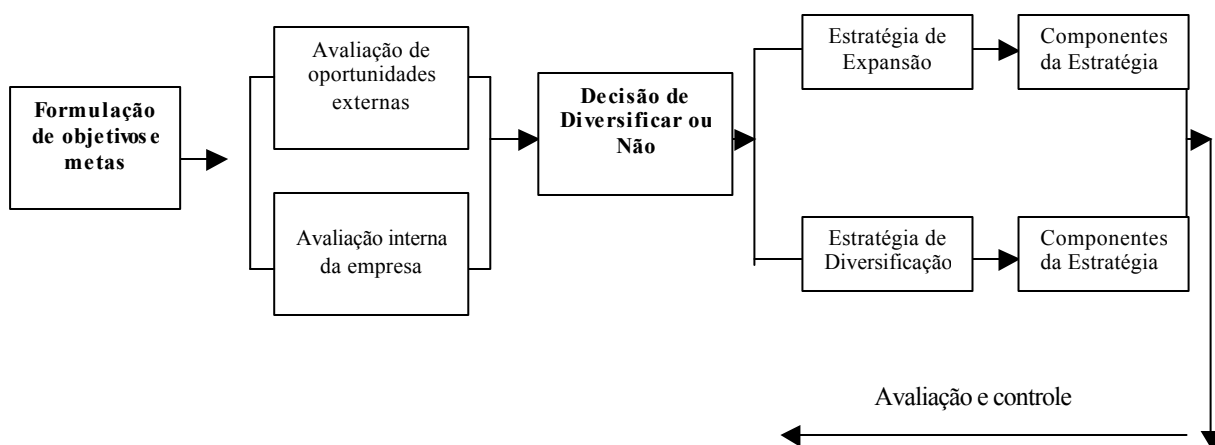 Formulação
de objetivos e
metas
Avaliação de
oportunidades
externas
Avaliação interna
da empresa
Decisão de
Diversificar ou
Não
Estratégia de
Expansão
Componentes
da Estratégia
Estratégia de
Diversificação
Componentes
da Estratégia
Avaliação e controle